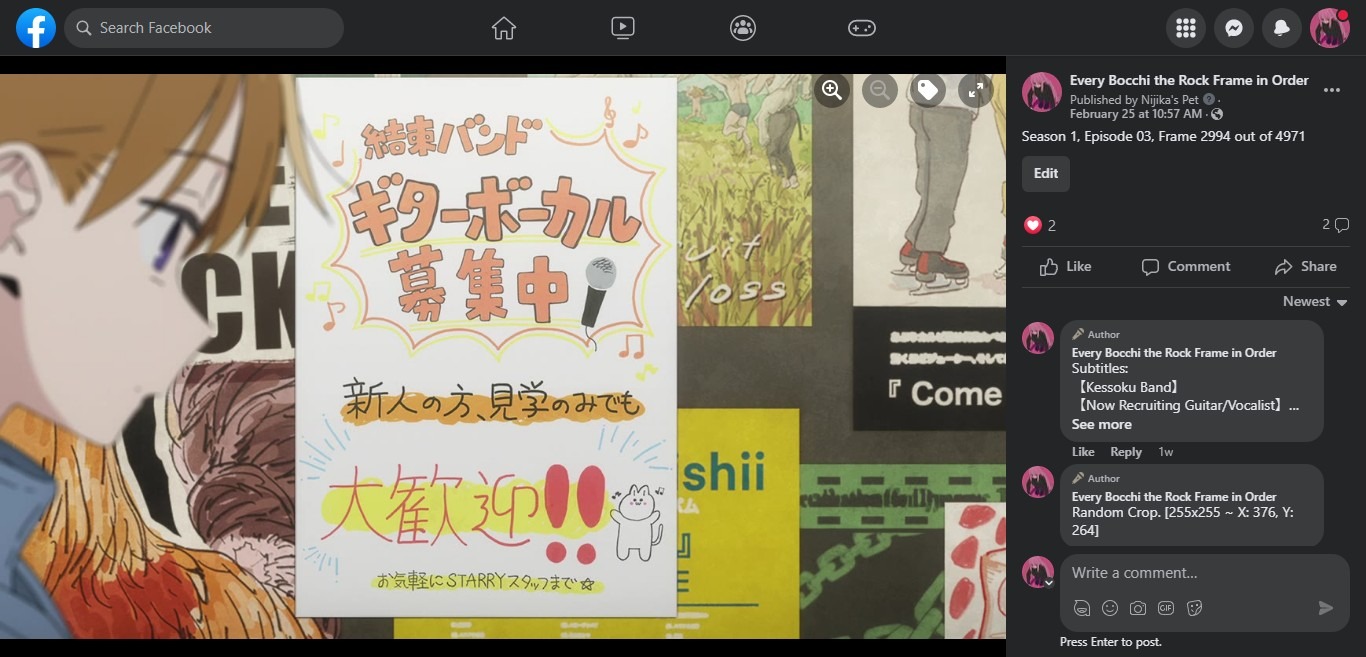 Search Facebook
結束バンド
ギターボーカル
募集中
新人の方、見学のみでも
大歓迎!!
お気軽にSTARRYスタッフまで☆
CK
uit
loss
『 Come
shii
Every Bocchi the Rock Frame in Order
Published by Nijika's Pet
February 25 at 10:57 AM ·
Season 1, Episode 03, Frame 2994 out of 4971
Edit
2
2
Like
Comment
Share
Newest
Author
Every Bocchi the Rock Frame in Order
Subtitles:
【Kessoku Band】
【Now Recruiting Guitar/Vocalist】...
See more
Like Reply 1w
Author
Every Bocchi the Rock Frame in Order
Random Crop. [255x255 ~ X: 376, Y:
264]
Write a comment...
GIF
Press Enter to post.